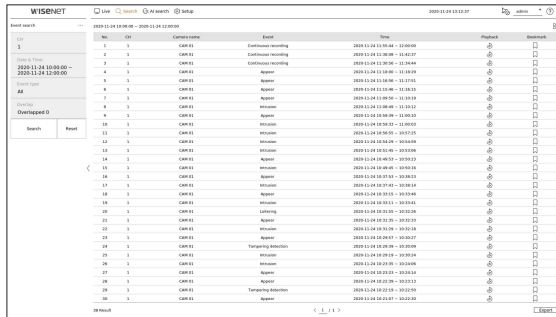 WISENET
Live Search AI search Setup 2020-11-24 13:12:37 admin
Event search
2020-11-24 10:00:00 ~ 2020-11-24 12:00:00
CH
1
Date & Time
2020-11-24 10:00:00 ~
2020-11-24 12:00:00
Event type
All
Overlap
Overlapped 0
Search Reset
No. CH Camera name Event Time Playback Bookmark
1 1 CAM 01 Continuous recording 2020-11-24 11:55:44 ~ 12:00:00
2 1 CAM 01 Continuous recording 2020-11-24 11:38:00 ~ 11:42:37
3 1 CAM 01 Continuous recording 2020-11-24 11:30:50 ~ 11:34:44
4 1 CAM 01 Appear 2020-11-24 11:18:00 ~ 11:18:29
5 1 CAM 01 Appear 2020-11-24 11:16:56 ~ 11:17:51
6 1 CAM 01 Appear 2020-11-24 11:15:46 ~ 11:16:15
7 1 CAM 01 Appear 2020-11-24 11:09:50 ~ 11:10:19
8 1 CAM 01 Intrusion 2020-11-24 11:08:49 ~ 11:10:12
9 1 CAM 01 Appear 2020-11-24 10:59:39 ~ 11:00:10
10 1 CAM 01 Intrusion 2020-11-24 10:58:32 ~ 11:00:03
11 1 CAM 01 Intrusion 2020-11-24 10:56:55 ~ 10:57:25
12 1 CAM 01 Intrusion 2020-11-24 10:54:29 ~ 10:54:59
13 1 CAM 01 Intrusion 2020-11-24 10:51:45 ~ 10:53:06
14 1 CAM 01 Appear 2020-11-24 10:49:53 ~ 10:50:23
15 1 CAM 01 Intrusion 2020-11-24 10:49:45 ~ 10:50:16
16 1 CAM 01 Appear 2020-11-24 10:37:53 ~ 10:38:23
17 1 CAM 01 Intrusion 2020-11-24 10:37:43 ~ 10:38:14
18 1 CAM 01 Appear 2020-11-24 10:33:15 ~ 10:33:46
19 1 CAM 01 Intrusion 2020-11-24 10:33:11 ~ 10:33:41
20 1 CAM 01 Loitering 2020-11-24 10:31:55 ~ 10:32:26
21 1 CAM 01 Appear 2020-11-24 10:31:35 ~ 10:32:33
22 1 CAM 01 Intrusion 2020-11-24 10:31:29 ~ 10:32:18
23 1 CAM 01 Appear 2020-11-24 10:29:57 ~ 10:30:27
24 1 CAM 01 Tampering detection 2020-11-24 10:29:39 ~ 10:30:09
25 1 CAM 01 Intrusion 2020-11-24 10:29:19 ~ 10:30:24
26 1 CAM 01 Intrusion 2020-11-24 10:23:35 ~ 10:24:06
27 1 CAM 01 Appear 2020-11-24 10:23:23 ~ 10:24:14
28 1 CAM 01 Appear 2020-11-24 10:22:39 ~ 10:23:13
29 1 CAM 01 Tampering detection 2020-11-24 10:22:19 ~ 10:22:50
30 1 CAM 01 Appear 2020-11-24 10:21:07 ~ 10:22:30
38 Result 1 / 1 Export